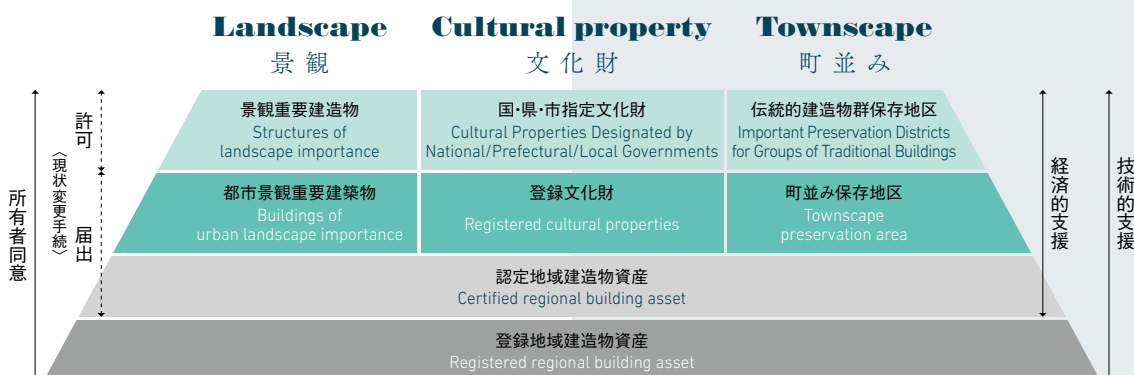 Landscape
景観
Cultural property
文化財
Townscape
町並み
景観重要建造物
Structures of
landscape importance
国・県・市指定文化財
Cultural Properties Designated by
National/Prefectural/Local Governments
伝統的建造物群保存地区
Important Preservation Districts
for Groups of Traditional Buildings
都市景観重要建築物
Buildings of
urban landscape importance
登録文化財
Registered cultural properties
町並み保存地区
Townscape
preservation area
認定地域建造物資産
Certified regional building asset
登録地域建造物資産
Registered regional building asset
所有者同意
〈現状変更手続〉
許可
届出
経済的支援
技術的支援